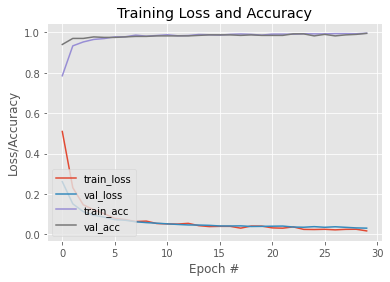 Training Loss and Accuracy
Loss/Accuracy
1.0
0.8
0.6
0.4
0.2
0.0
train_loss
val_loss
train_acc
val_acc
0 5 10 15 20 25 30
Epoch #